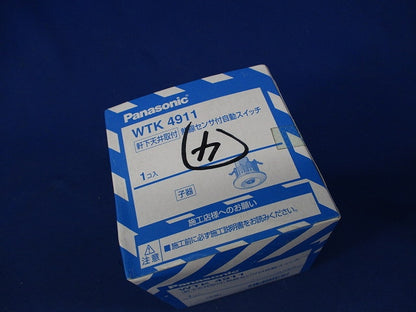 Panasonic
WTK 4911
軒下天井取付 熱線センサ付自動スイッチ
1コ入
子器
施工店様へのお願い
注意 ■施工前に必ず施工説明書をお読みください。
Panasonic
WTK 4911